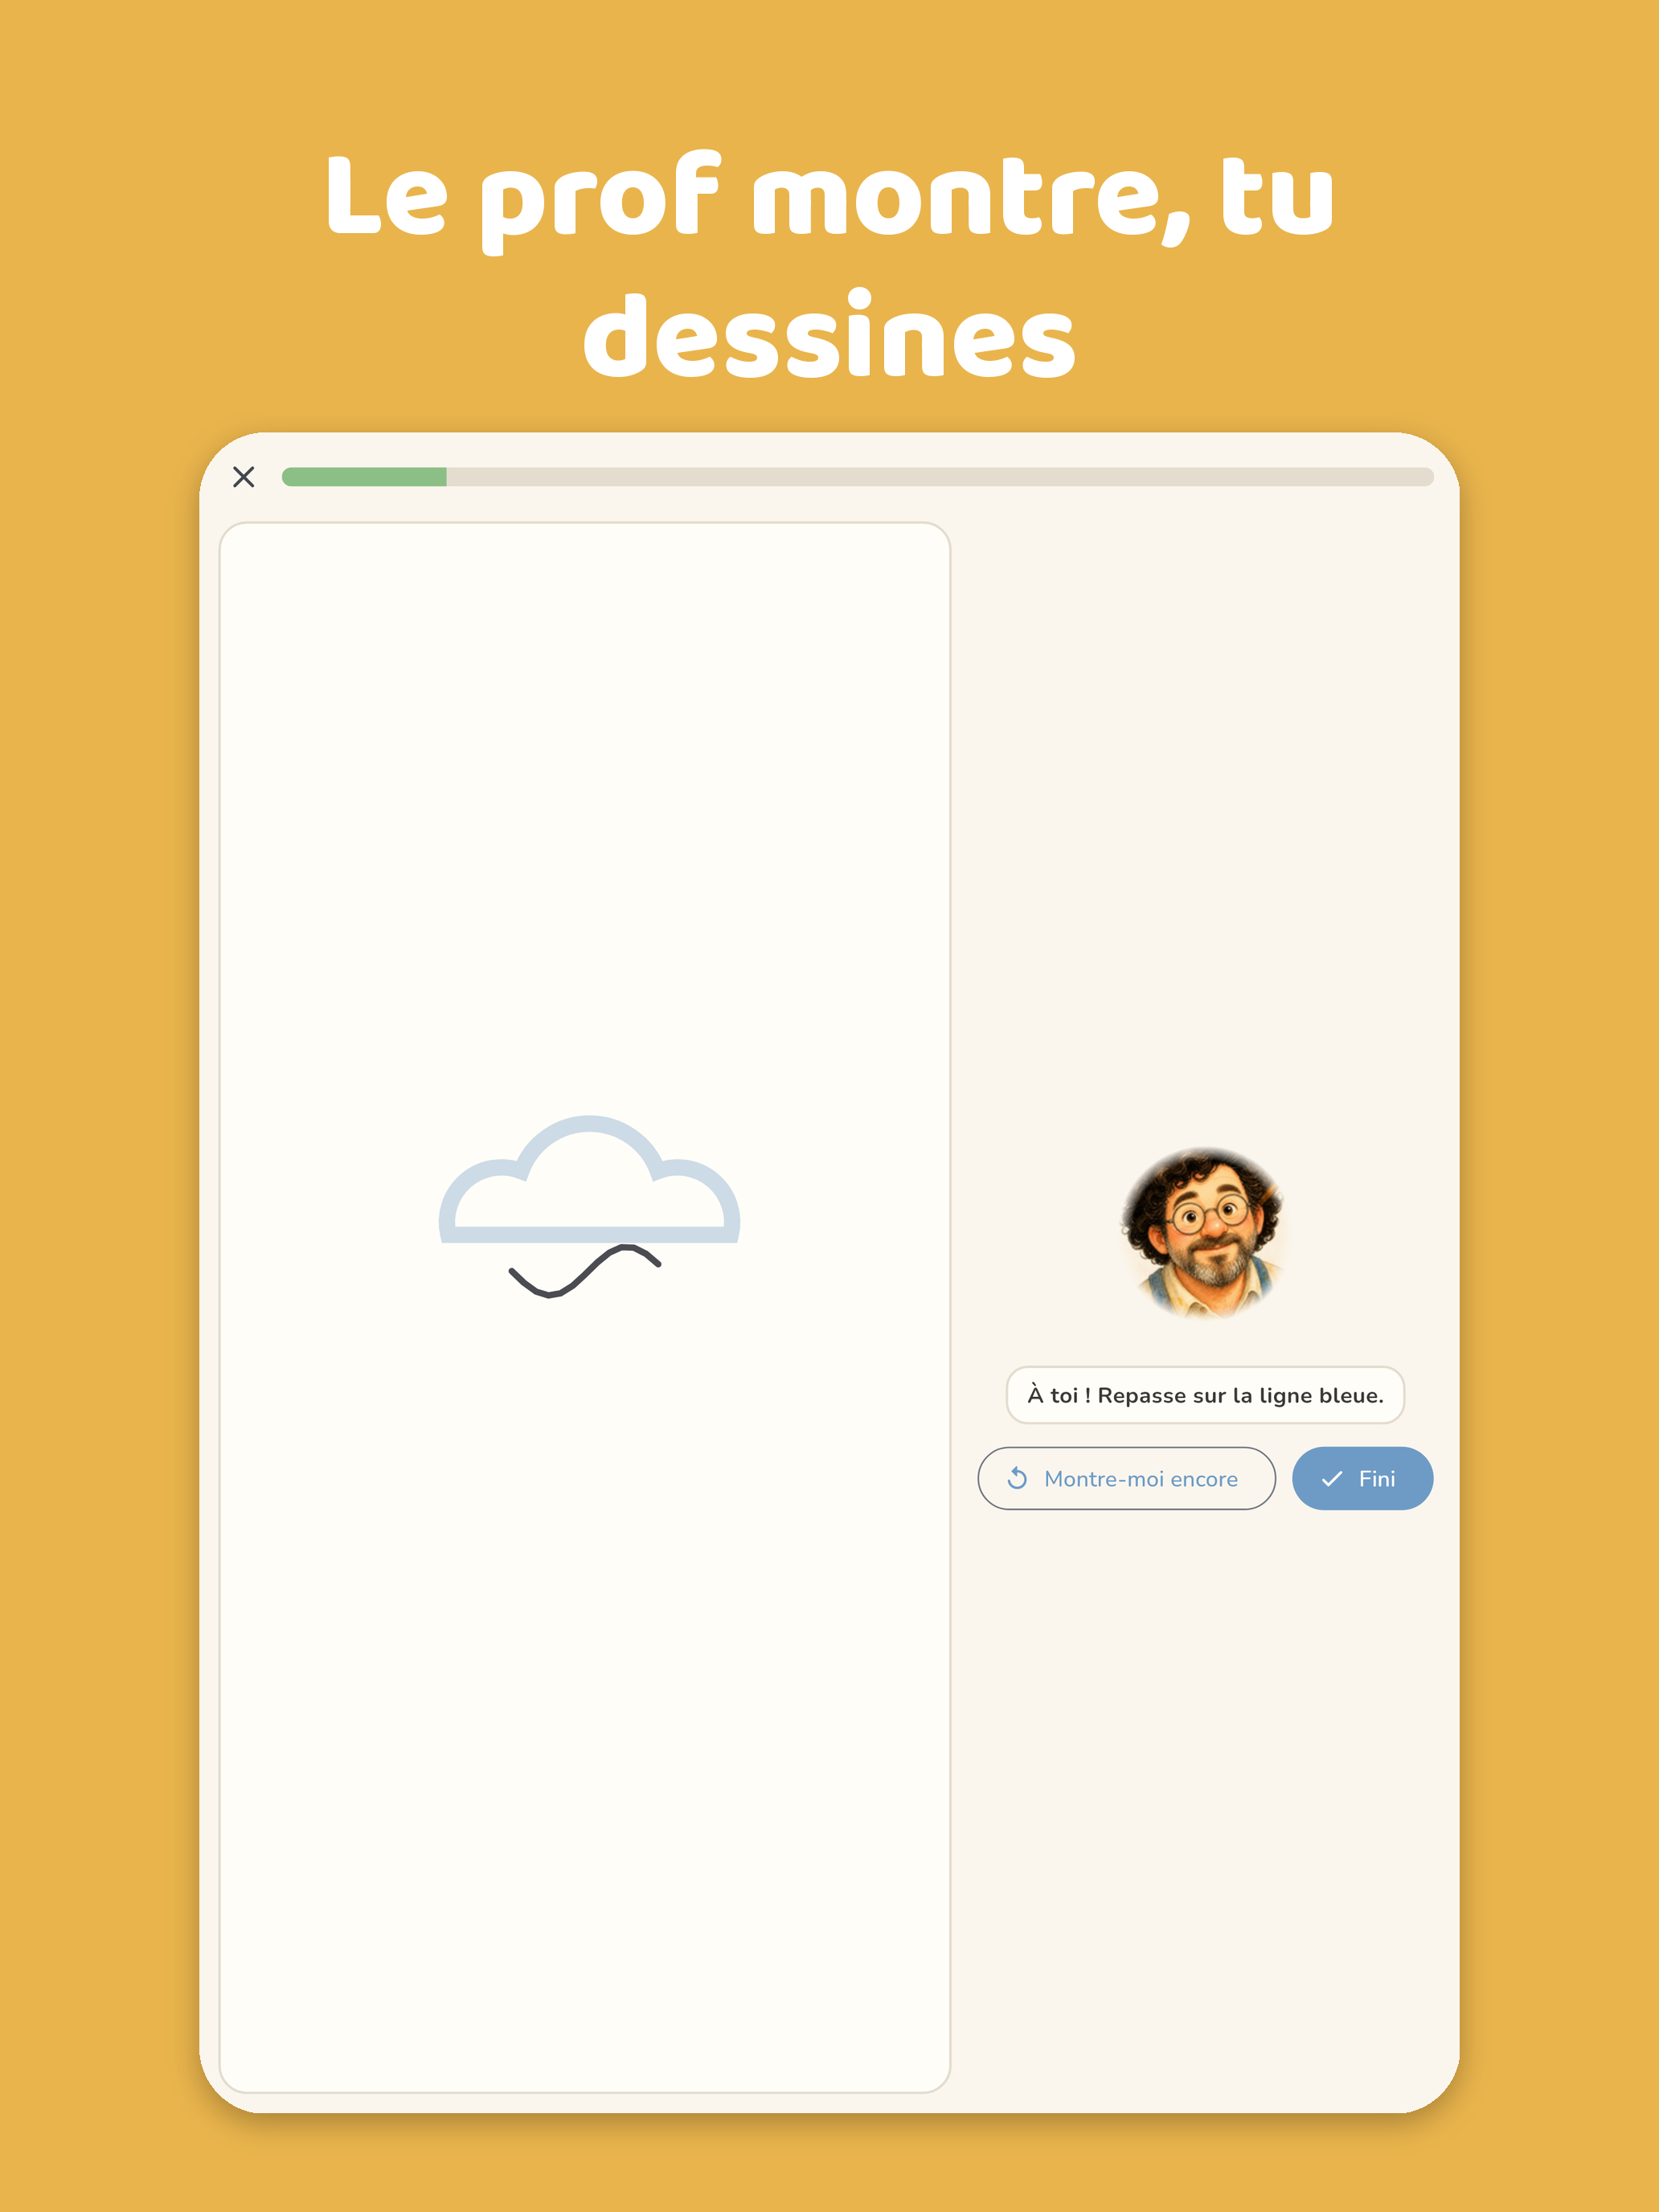 Le prof montre, tu
dessines
À toi ! Repasse sur la ligne bleue.
Montre-moi encore
Fini